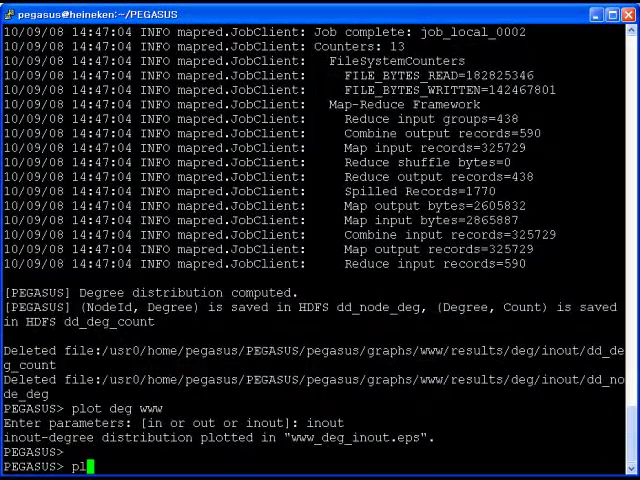 pegasus@heineken:~/PEGASUS
10/09/08 14:47:04 INFO mapred.JobClient: Job complete: job_local_0002
10/09/08 14:47:04 INFO mapred.JobClient: Counters: 13
10/09/08 14:47:04 INFO mapred.JobClient:   FileSystemCounters
10/09/08 14:47:04 INFO mapred.JobClient:     FILE_BYTES_READ=182825346
10/09/08 14:47:04 INFO mapred.JobClient:     FILE_BYTES_WRITTEN=142467801
10/09/08 14:47:04 INFO mapred.JobClient:   Map-Reduce Framework
10/09/08 14:47:04 INFO mapred.JobClient:     Reduce input groups=438
10/09/08 14:47:04 INFO mapred.JobClient:     Combine output records=590
10/09/08 14:47:04 INFO mapred.JobClient:     Map input records=325729
10/09/08 14:47:04 INFO mapred.JobClient:     Reduce shuffle bytes=0
10/09/08 14:47:04 INFO mapred.JobClient:     Reduce output records=438
10/09/08 14:47:04 INFO mapred.JobClient:     Spilled Records=1770
10/09/08 14:47:04 INFO mapred.JobClient:     Map output bytes=2605832
10/09/08 14:47:04 INFO mapred.JobClient:     Map input bytes=2865887
10/09/08 14:47:04 INFO mapred.JobClient:     Combine input records=325729
10/09/08 14:47:04 INFO mapred.JobClient:     Map output records=325729
10/09/08 14:47:04 INFO mapred.JobClient:     Reduce input records=590
[PEGASUS] Degree distribution computed.
[PEGASUS] (NodeId, Degree) is saved in HDFS dd_node_deg, (Degree, Count) is saved
in HDFS dd_deg_count
Deleted file:/usr0/home/pegasus/PEGASUS/pegasus/graphs/www/results/deg/inout/dd_de
g_count
Deleted file:/usr0/home/pegasus/PEGASUS/pegasus/graphs/www/results/deg/inout/dd_no
de_deg
PEGASUS> plot deg www
Enter parameters: [in or out or inout]: inout
inout-degree distribution plotted in "www_deg_inout.eps".
PEGASUS>
PEGASUS> pl